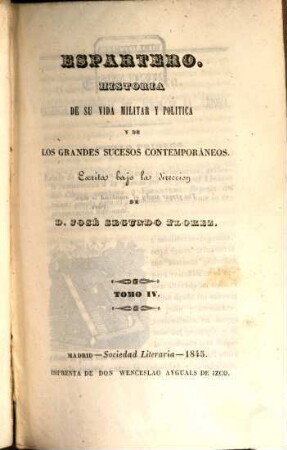 ESPARTERO.
HISTORIA
DE SU VIDA MILITAR Y POLITICA
Y DE
LOS GRANDES SUCESOS CONTEMPORÁNEOS.
Escrita bajo la direccion
DE
D. JOSÉ SEGUNDO FLOREZ.
TOMO IV.
MADRID — Sociedad Literaria — 1845.
IMPRENTA DE DON WENCESLAO AYGUALS DE IZCO.